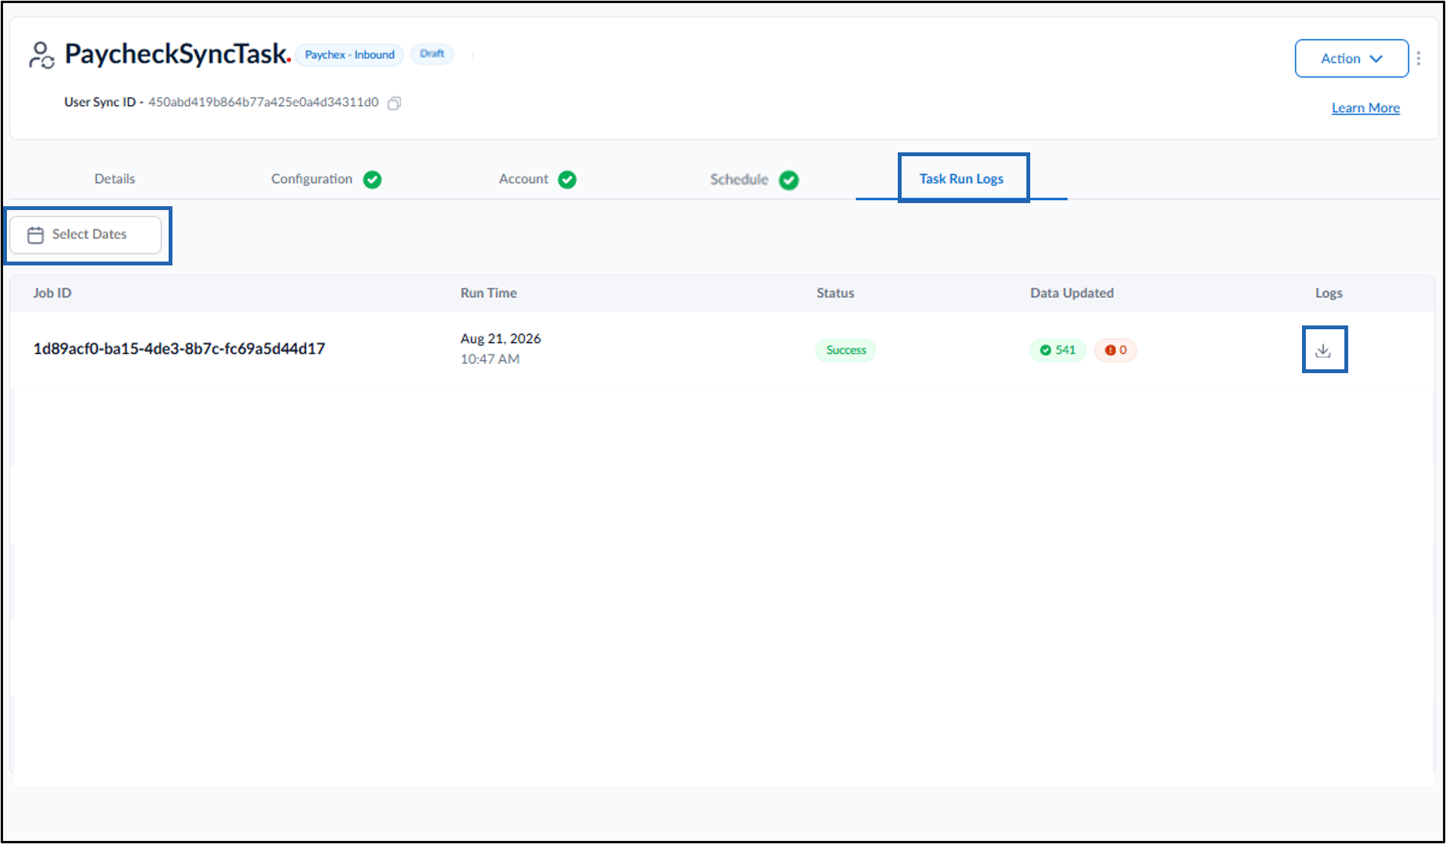 PaycheckSyncTask. Paychex - Inbound Draft
Action
User Sync ID - 450abd419b864b77a425e0a4d34311d0
Learn More
Details Configuration Account Schedule Task Run Logs
Select Dates
Job ID Run Time Status Data Updated Logs
1d89acf0-ba15-4de3-8b7c-fc69a5d44d17 Aug 21, 2026 Success 541 0
10:47 AM